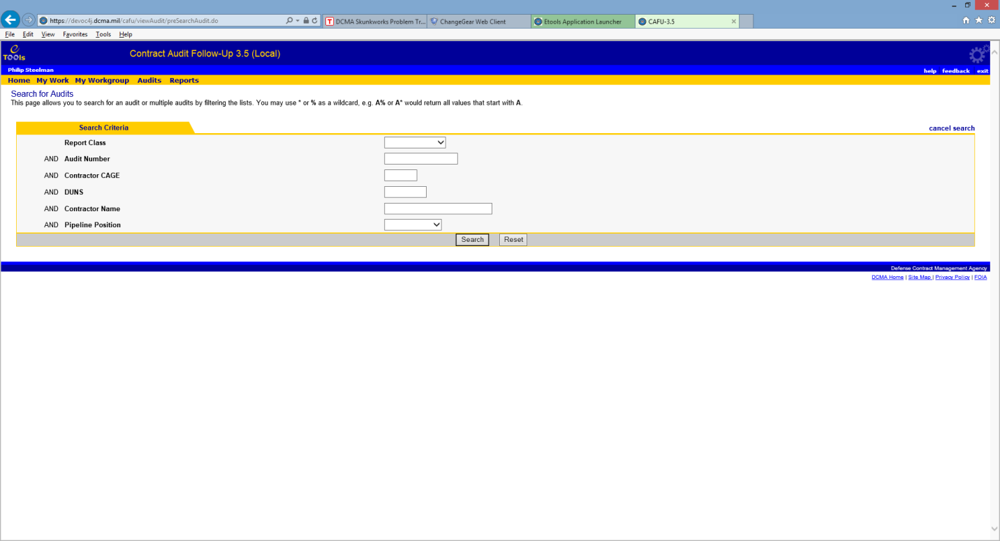 https://devoc4j.dcma.mil/cafu/viewAudit/preSearchAudit.do
DCMA Skunkworks Problem Tr... ChangeGear Web Client Etools Application Launcher CAFU-3.5
File Edit View Favorites Tools Help
eTOOls Contract Audit Follow-Up 3.5 (Local)
Philip Steelman help feedback exit
Home My Work My Workgroup Audits Reports
Search for Audits
This page allows you to search for an audit or multiple audits by filtering the lists. You may use * or % as a wildcard, e.g. A% or A* would return all values that start with A.
Search Criteria cancel search
Report Class
AND Audit Number
AND Contractor CAGE
AND DUNS
AND Contractor Name
AND Pipeline Position
Search Reset
Defense Contract Management Agency
DCMA Home | Site Map | Privacy Policy | FOIA